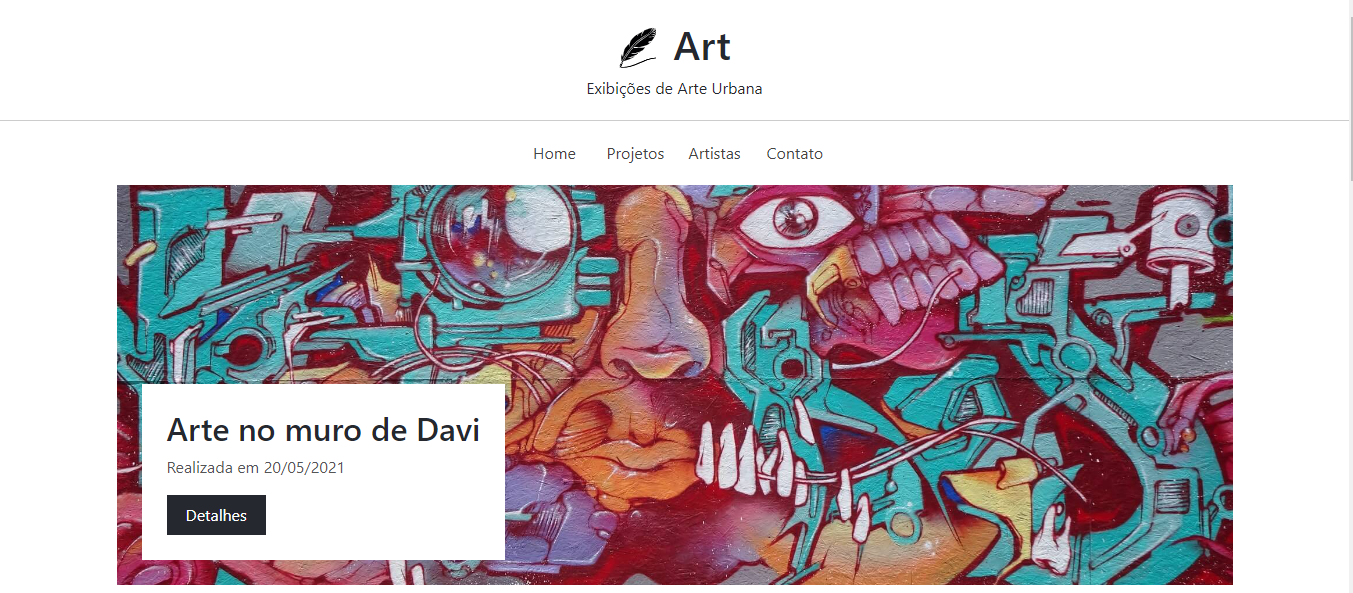 Art
Exibições de Arte Urbana
Home Projetos Artistas Contato
Arte no muro de Davi
Realizada em 20/05/2021
Detalhes